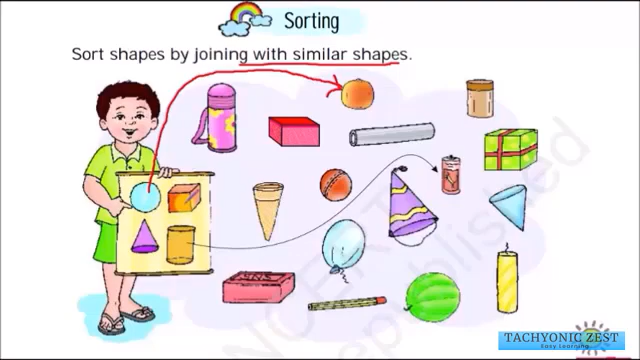 Sorting
Sort shapes by joining with similar shapes.
TACHYONIC ZEST
Easy Learning